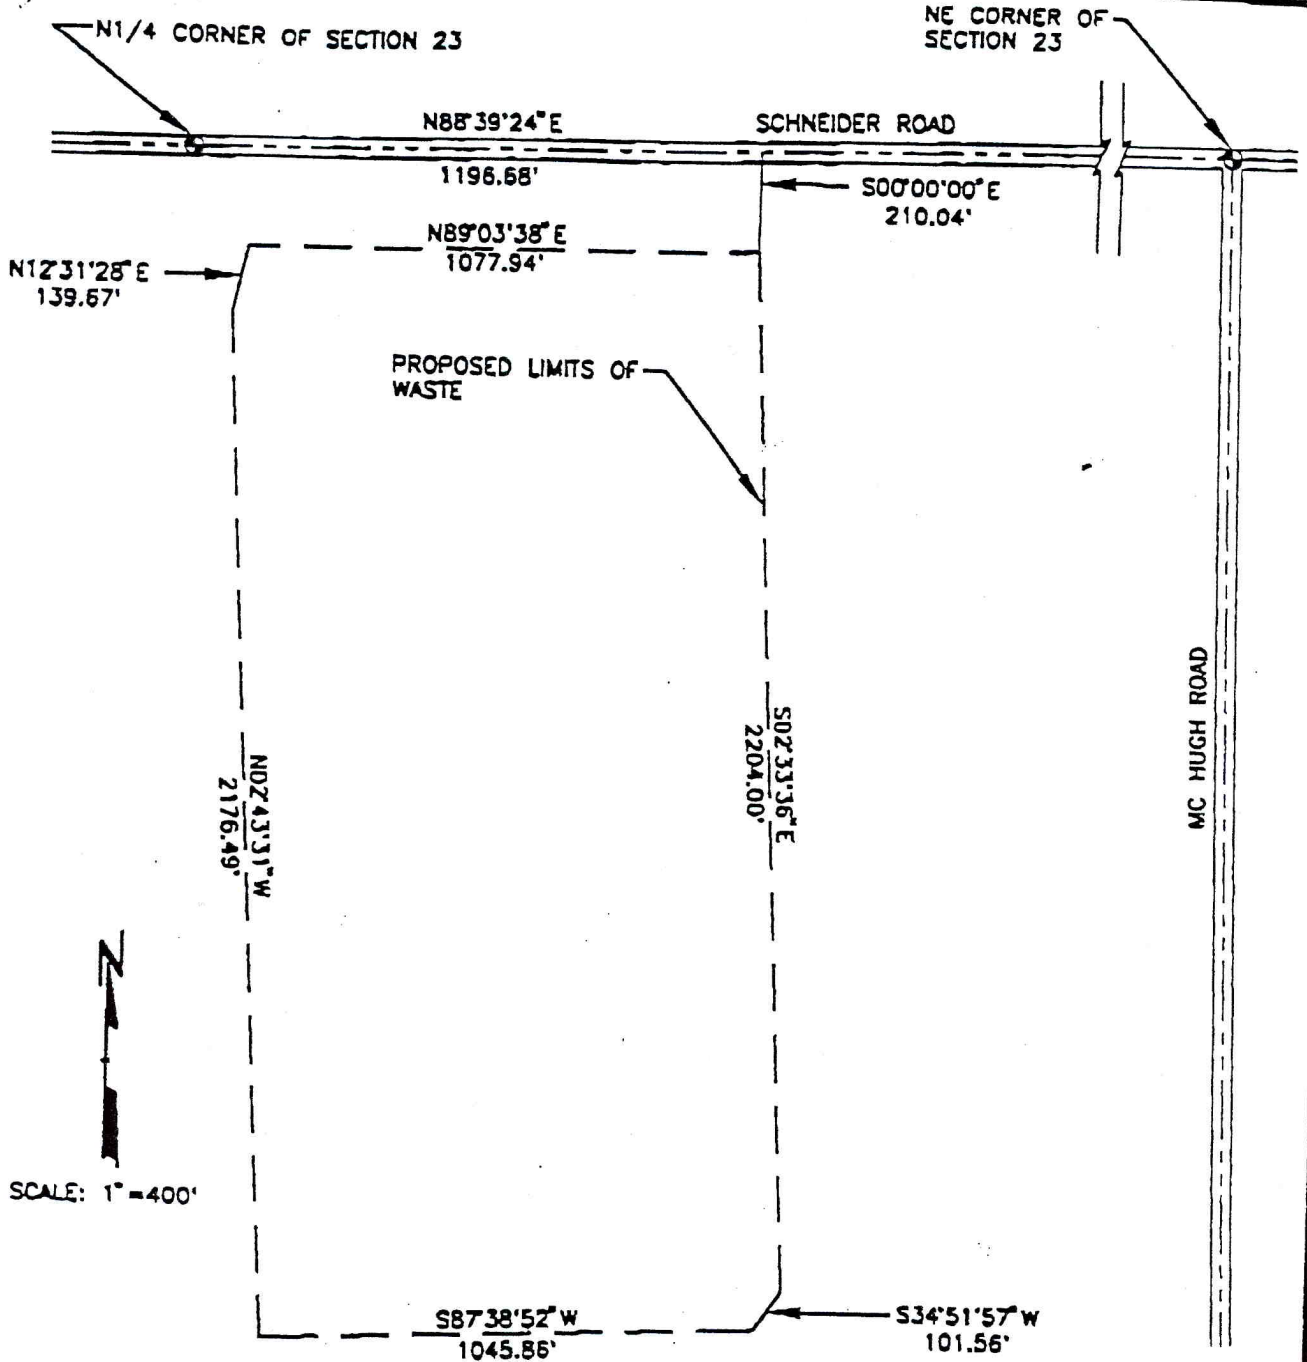 N1/4 CORNER OF SECTION 23
NE CORNER OF
SECTION 23
N88°39'24"E
1196.68'
SCHNEIDER ROAD
S00°00'00"E
210.04'
N89°03'38"E
1077.94'
N12°31'28"E
139.67'
PROPOSED LIMITS OF
WASTE
S02°33'36"E
2204.00'
N02°43'31"W
2176.49'
MC HUGH ROAD
N
SCALE: 1"=400'
S87°38'52"W
1045.86'
S34°51'57"W
101.56'